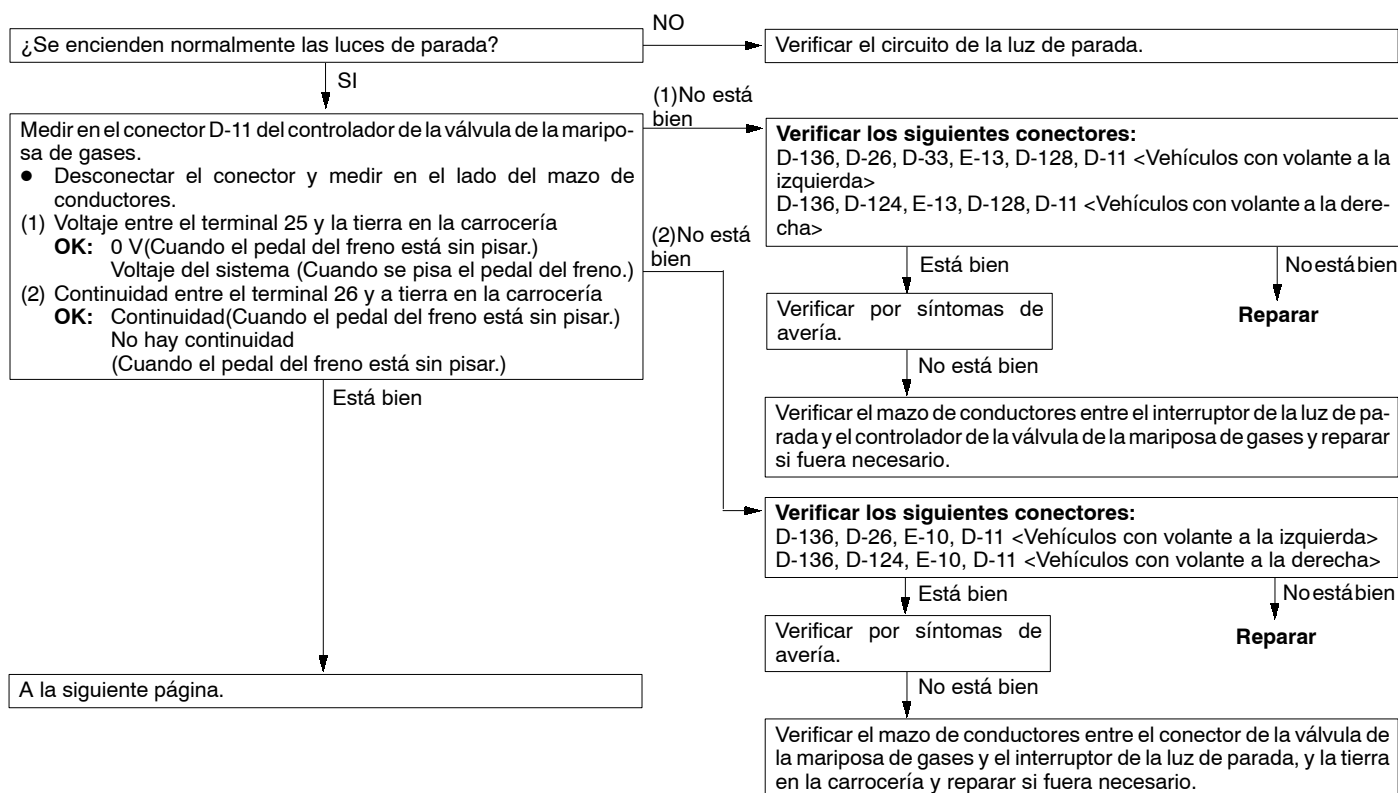 ¿Se encienden normalmente las luces de parada?
NO
Verificar el circuito de la luz de parada.
SI
Medir en el conector D-11 del controlador de la válvula de la maripo-
sa de gases.
● Desconectar el conector y medir en el lado del mazo de
conductores.
(1) Voltaje entre el terminal 25 y la tierra en la carrocería
OK: 0 V(Cuando el pedal del freno está sin pisar.)
Voltaje del sistema (Cuando se pisa el pedal del freno.)
(2) Continuidad entre el terminal 26 y a tierra en la carrocería
OK: Continuidad(Cuando el pedal del freno está sin pisar.)
No hay continuidad
(Cuando el pedal del freno está sin pisar.)
(1)No está
bien
Verificar los siguientes conectores:
D-136, D-26, D-33, E-13, D-128, D-11 <Vehículos con volante a la
izquierda>
D-136, D-124, E-13, D-128, D-11 <Vehículos con volante a la dere-
cha>
Está bien
No está bien
Verificar por síntomas de
avería.
Reparar
No está bien
Verificar el mazo de conductores entre el interruptor de la luz de pa-
rada y el controlador de la válvula de la mariposa de gases y reparar
si fuera necesario.
(2)No está
bien
Verificar los siguientes conectores:
D-136, D-26, E-10, D-11 <Vehículos con volante a la izquierda>
D-136, D-124, E-10, D-11 <Vehículos con volante a la derecha>
Está bien
No está bien
Verificar por síntomas de
avería.
Reparar
No está bien
Verificar el mazo de conductores entre el conector de la válvula de
la mariposa de gases y el interruptor de la luz de parada, y la tierra
en la carrocería y reparar si fuera necesario.
Está bien
A la siguiente página.